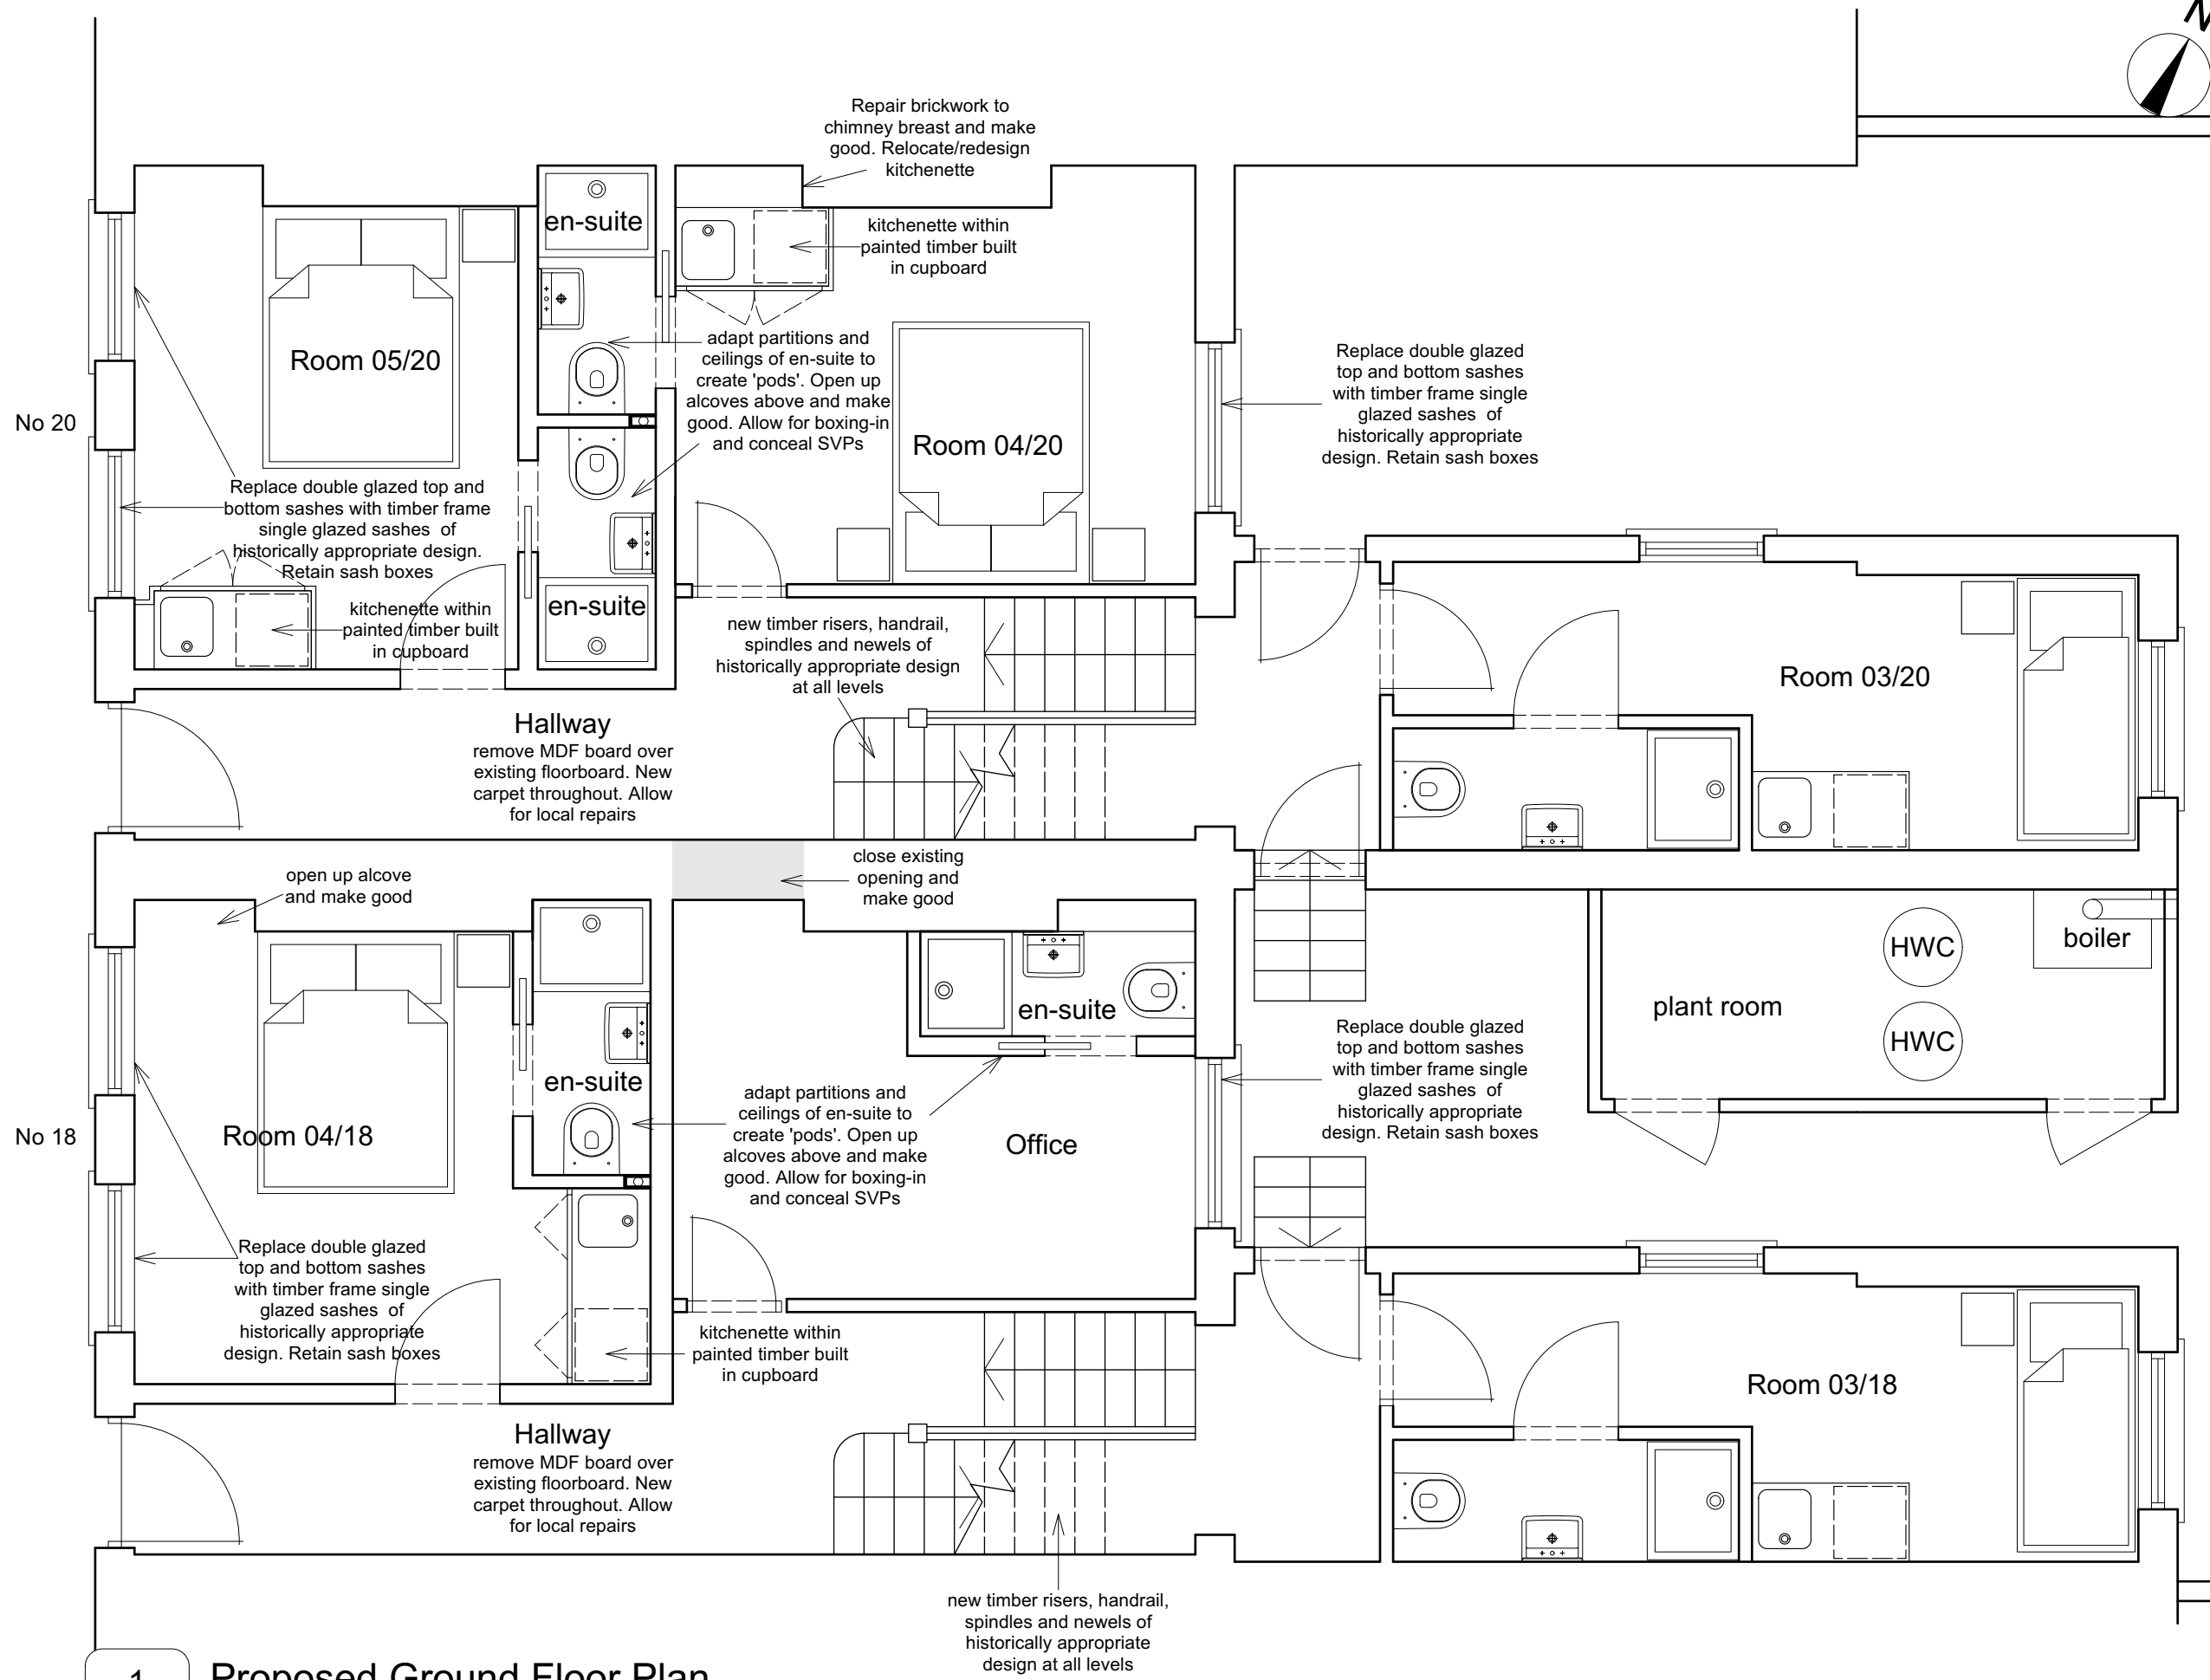 N
Repair brickwork to
chimney breast and make
good. Relocate/redesign
kitchenette
en-suite
kitchenette within
painted timber built
in cupboard
Room 05/20
adapt partitions and
ceilings of en-suite to
create 'pods'. Open up
alcoves above and make
good. Allow for boxing-in
and conceal SVPs
Room 04/20
Replace double glazed
top and bottom sashes
with timber frame single
glazed sashes of
historically appropriate
design. Retain sash boxes
No 20
Replace double glazed top and
bottom sashes with timber frame
single glazed sashes of
historically appropriate design.
Retain sash boxes
kitchenette within
painted timber built
in cupboard
en-suite
new timber risers, handrail,
spindles and newels of
historically appropriate design
at all levels
Room 03/20
Hallway
remove MDF board over
existing floorboard. New
carpet throughout. Allow
for local repairs
open up alcove
and make good
close existing
opening and
make good
HWC
boiler
en-suite
plant room
HWC
Replace double glazed
top and bottom sashes
with timber frame single
glazed sashes of
historically appropriate
design. Retain sash boxes
en-suite
No 18
Room 04/18
adapt partitions and
ceilings of en-suite to
create 'pods'. Open up
alcoves above and make
good. Allow for boxing-in
and conceal SVPs
Office
Replace double glazed
top and bottom sashes
with timber frame single
glazed sashes of
historically appropriate
design. Retain sash boxes
kitchenette within
painted timber built
in cupboard
Room 03/18
Hallway
remove MDF board over
existing floorboard. New
carpet throughout. Allow
for local repairs
new timber risers, handrail,
spindles and newels of
historically appropriate
design at all levels
1
Proposed Ground Floor Plan